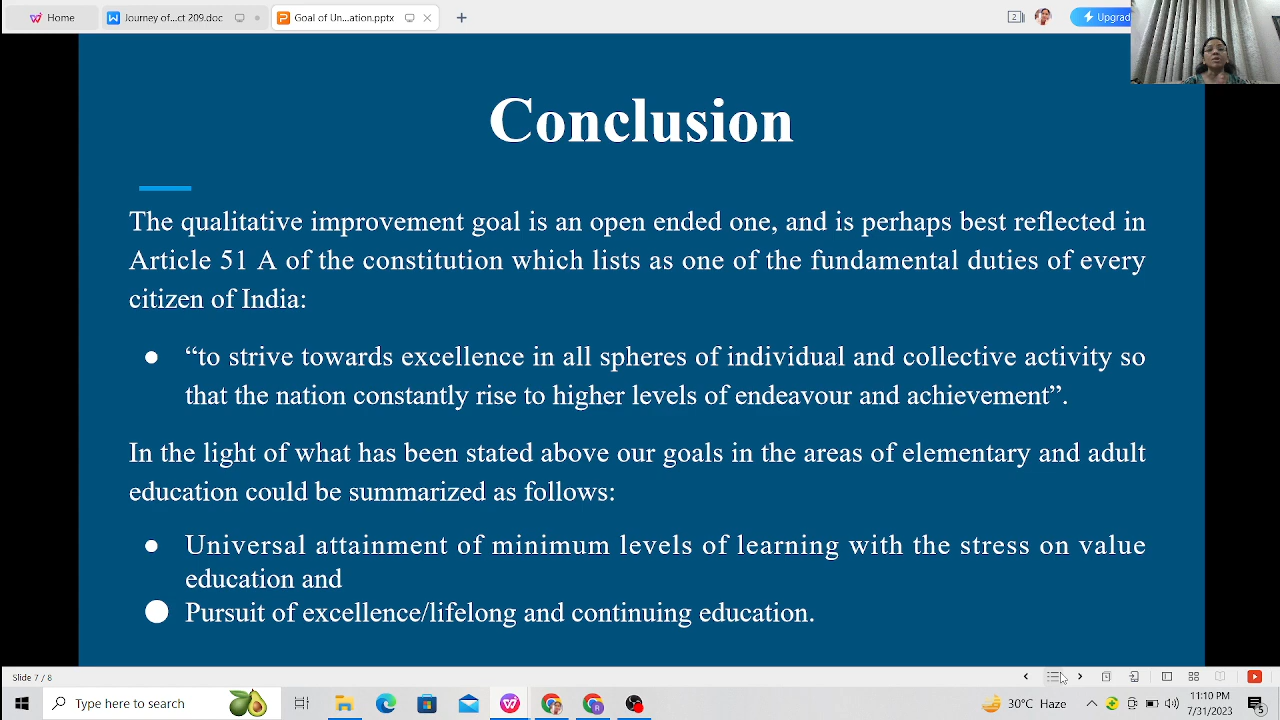 Home
Journey of...ct 209.doc
Goal of Un...ation.pptx
2
Upgrad
Conclusion
The qualitative improvement goal is an open ended one, and is perhaps best reflected in
Article 51 A of the constitution which lists as one of the fundamental duties of every
citizen of India:
“to strive towards excellence in all spheres of individual and collective activity so
that the nation constantly rise to higher levels of endeavour and achievement”.
In the light of what has been stated above our goals in the areas of elementary and adult
education could be summarized as follows:
Universal attainment of minimum levels of learning with the stress on value
education and
Pursuit of excellence/lifelong and continuing education.
Slide 7 / 8
Type here to search
30°C Haze
11:10 PM
7/31/2023
5